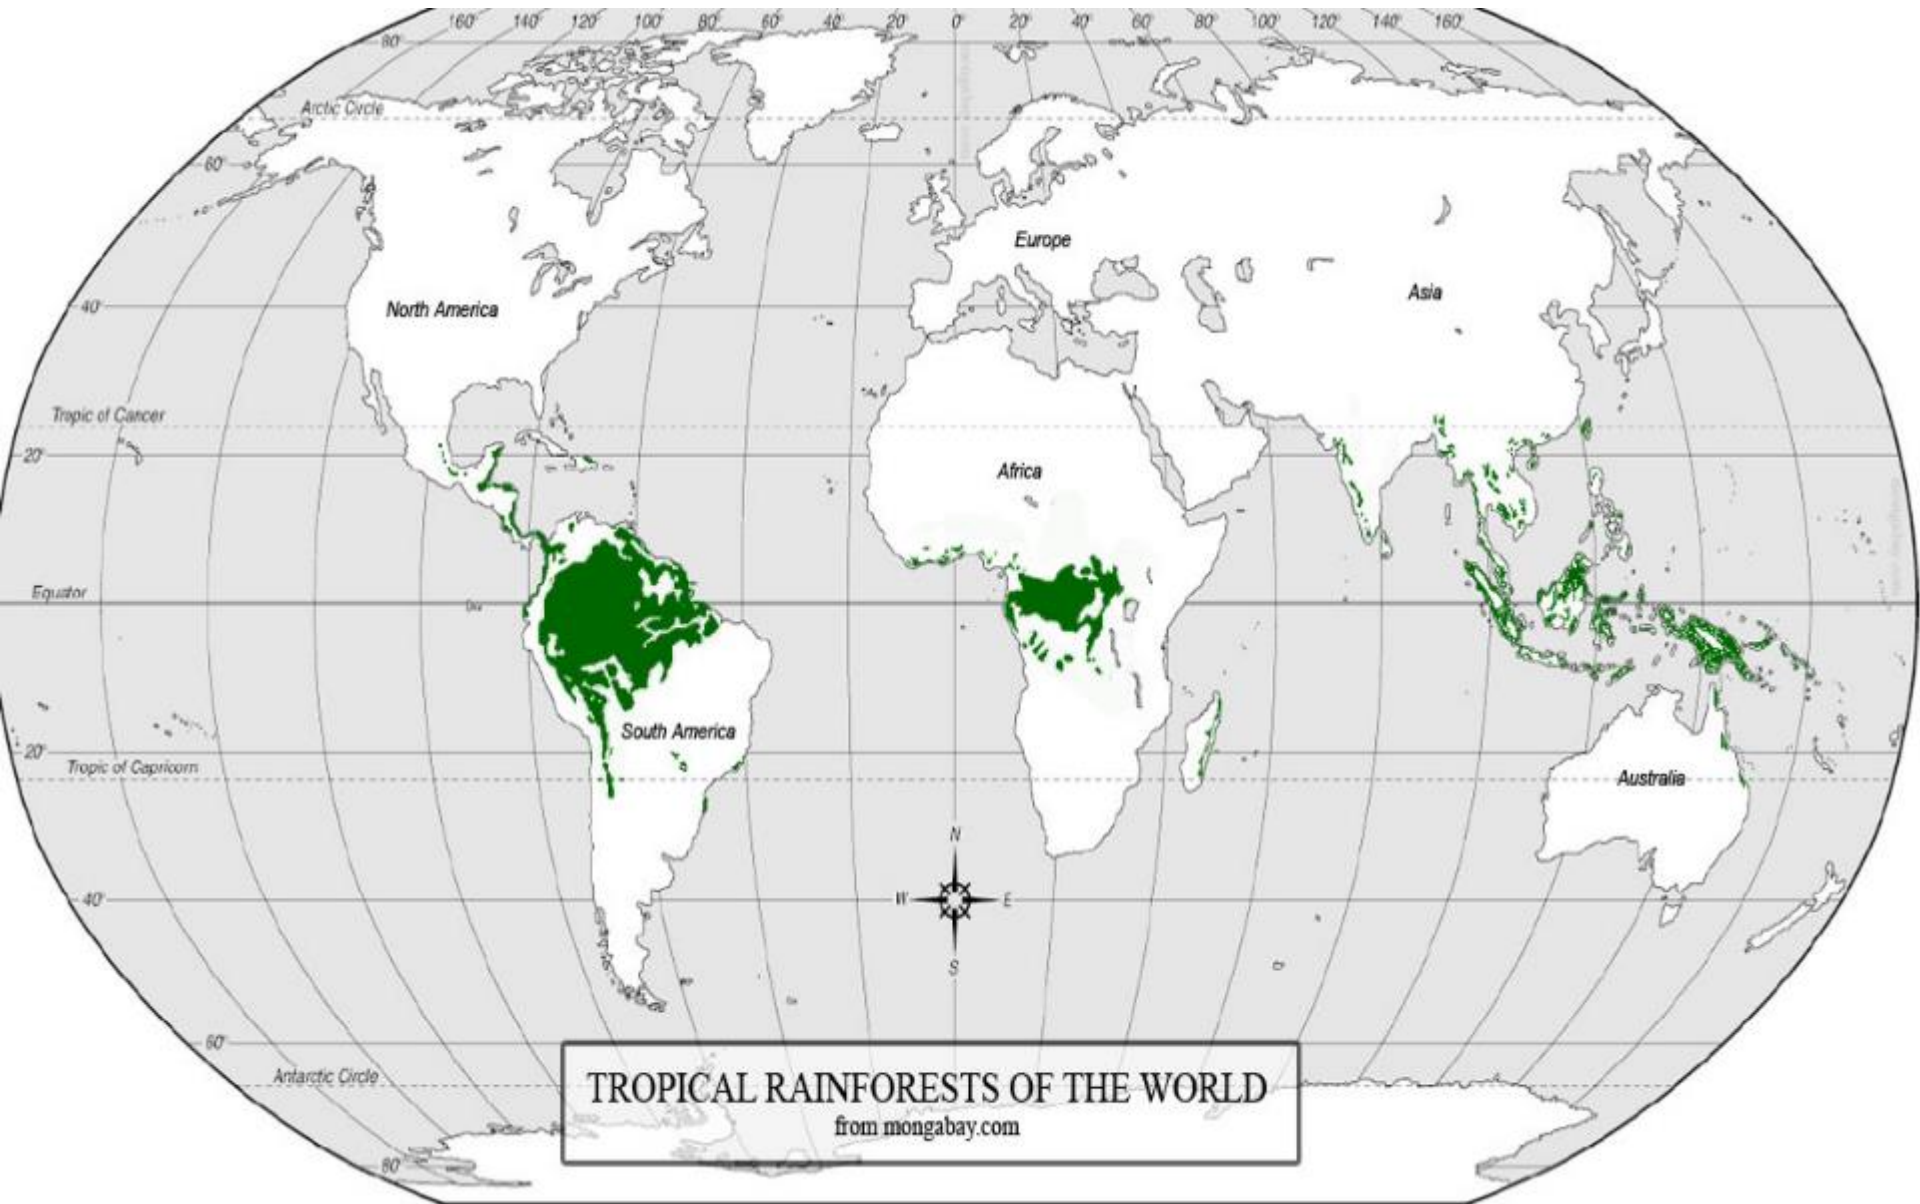 160° 140° 120° 100° 80° 60° 40° 20° 0° 20° 40° 60° 80° 100° 120° 140° 160°
80°
Arctic Circle
60°
Europe
Asia
North America
40°
Tropic of Cancer
20°
Africa
Equator
South America
20°
Tropic of Capricorn
Australia
N
W E
40°
S
60°
Antarctic Circle
TROPICAL RAINFORESTS OF THE WORLD
from mongabay.com
80°